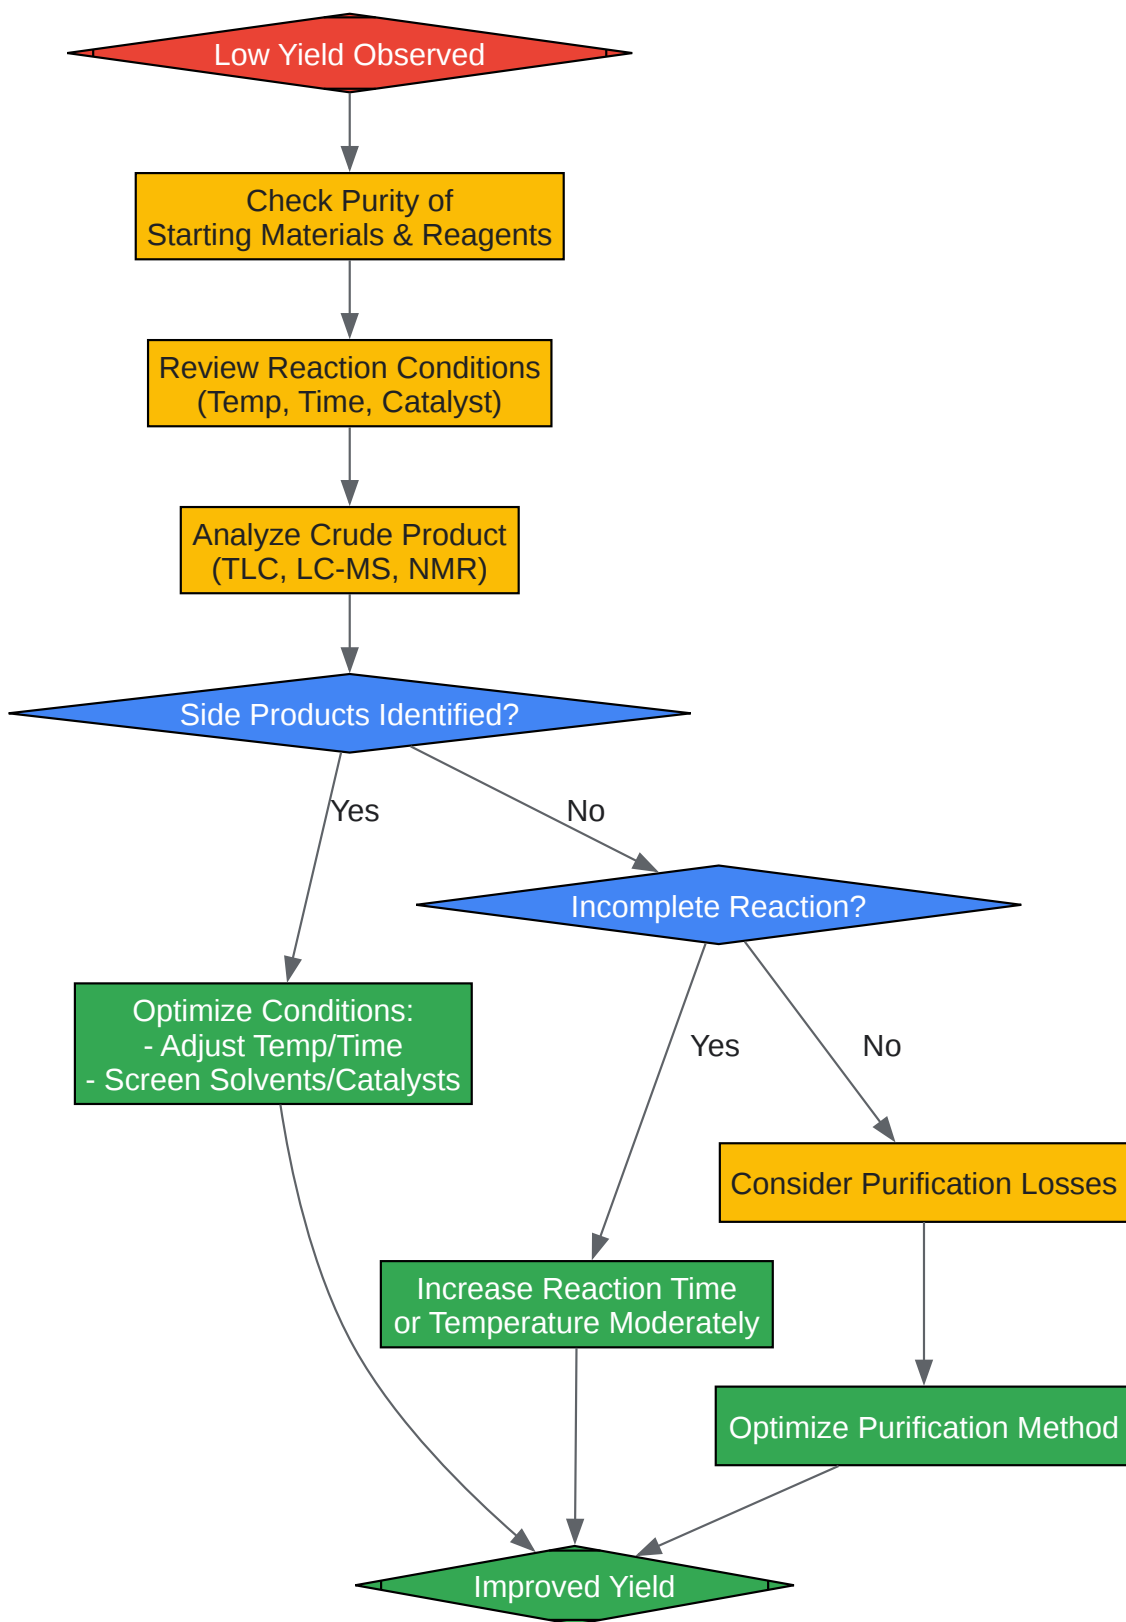 Low Yield Observed
Check Purity of
Starting Materials & Reagents
Review Reaction Conditions
(Temp, Time, Catalyst)
Analyze Crude Product
(TLC, LC-MS, NMR)
Side Products Identified?
Yes
No
Incomplete Reaction?
Optimize Conditions:
- Adjust Temp/Time
- Screen Solvents/Catalysts
Yes
No
Consider Purification Losses
Increase Reaction Time
or Temperature Moderately
Optimize Purification Method
Improved Yield